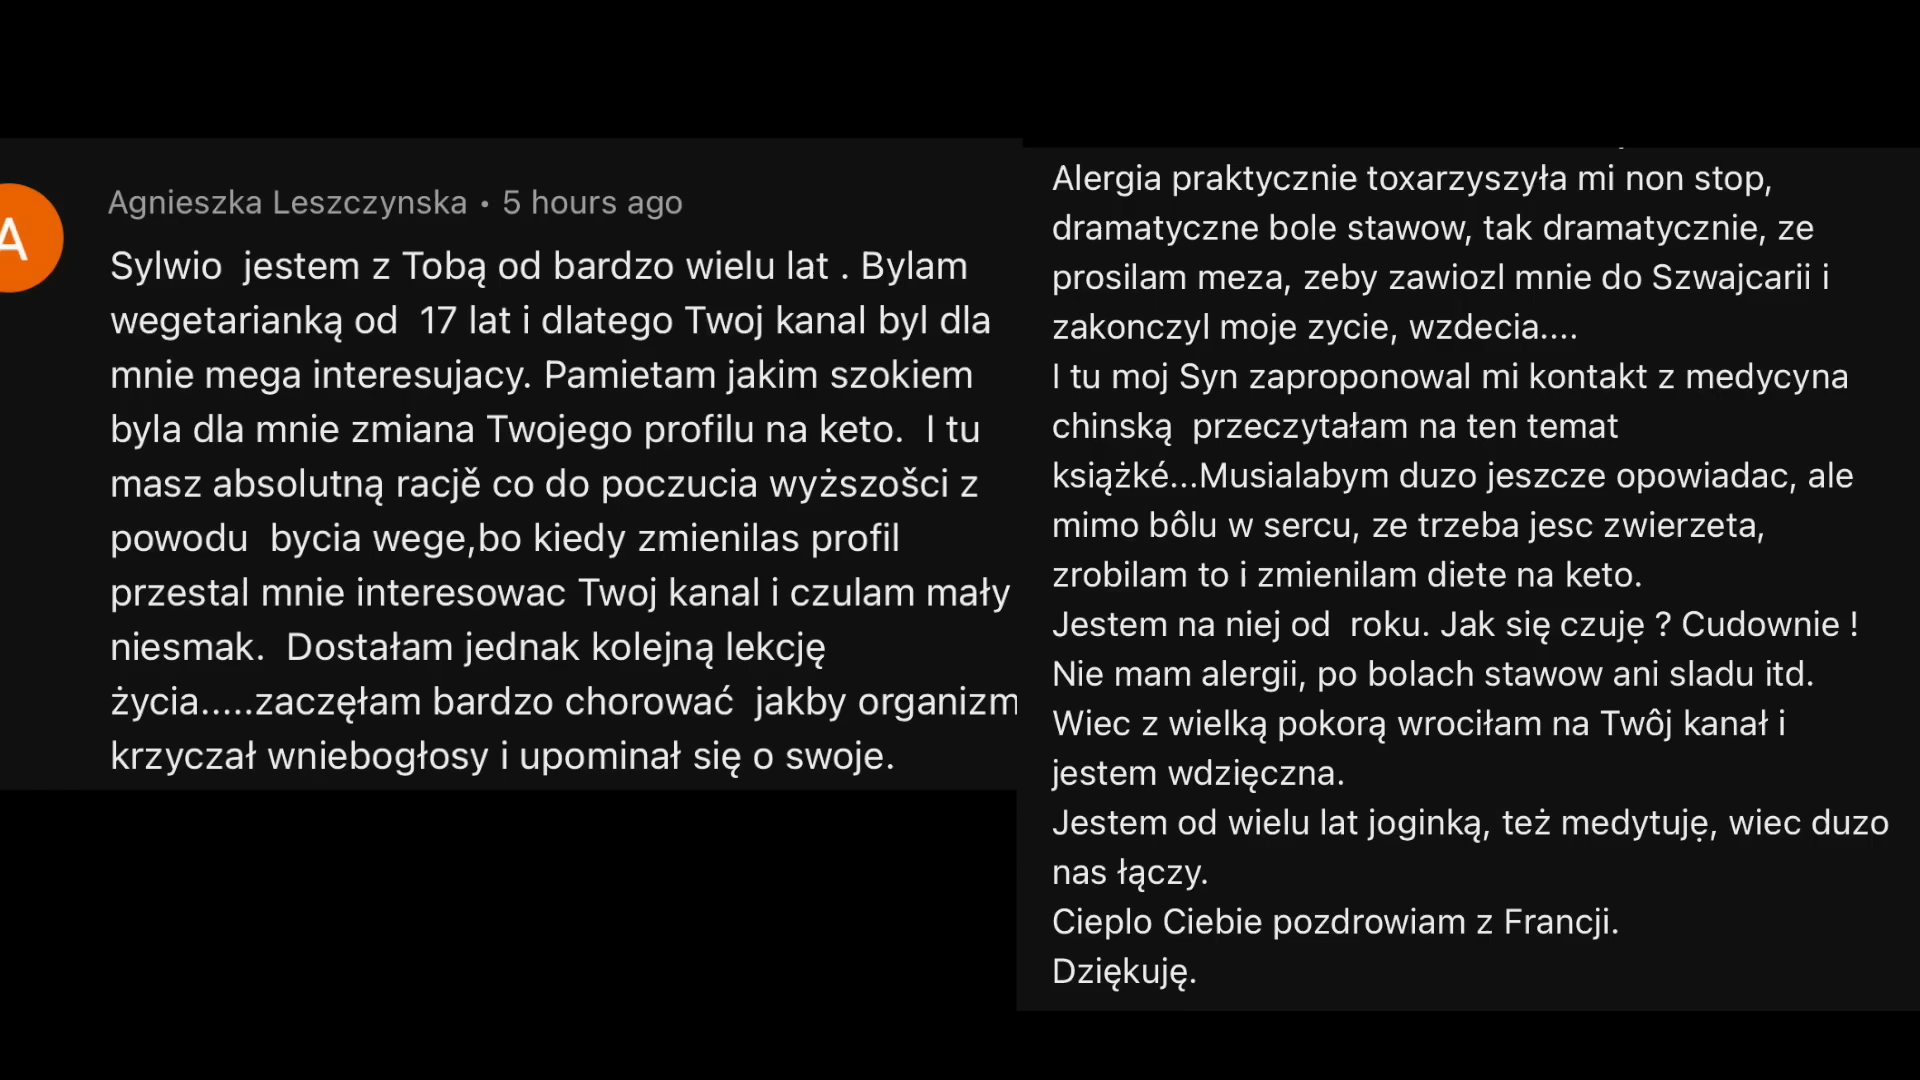 A
Agnieszka Leszczynska • 5 hours ago
Sylwio jestem z Tobą od bardzo wielu lat . Bylam
wegetarianką od 17 lat i dlatego Twoj kanal byl dla
mnie mega interesujacy. Pamietam jakim szokiem
byla dla mnie zmiana Twojego profilu na keto. I tu
masz absolutną racjě co do poczucia wyższošci z
powodu bycia wege,bo kiedy zmienilas profil
przestal mnie interesowac Twoj kanal i czulam mały
niesmak. Dostałam jednak kolejną lekcję
życia.....zaczęłam bardzo chorować jakby organizm
krzyczał wniebogłosy i upominał się o swoje.
Alergia praktycznie toxarzyszyła mi non stop,
dramatyczne bole stawow, tak dramatycznie, ze
prosilam meza, zeby zawiozl mnie do Szwajcarii i
zakonczyl moje zycie, wzdecia....
I tu moj Syn zaproponowal mi kontakt z medycyna
chinską przeczytałam na ten temat
książké...Musialabym duzo jeszcze opowiadac, ale
mimo bôlu w sercu, ze trzeba jesc zwierzeta,
zrobilam to i zmienilam diete na keto.
Jestem na niej od roku. Jak się czuję ? Cudownie !
Nie mam alergii, po bolach stawow ani sladu itd.
Wiec z wielką pokorą wrociłam na Twôj kanał i
jestem wdzięczna.
Jestem od wielu lat joginką, też medytuję, wiec duzo
nas łączy.
Cieplo Ciebie pozdrowiam z Francji.
Dziękuję.